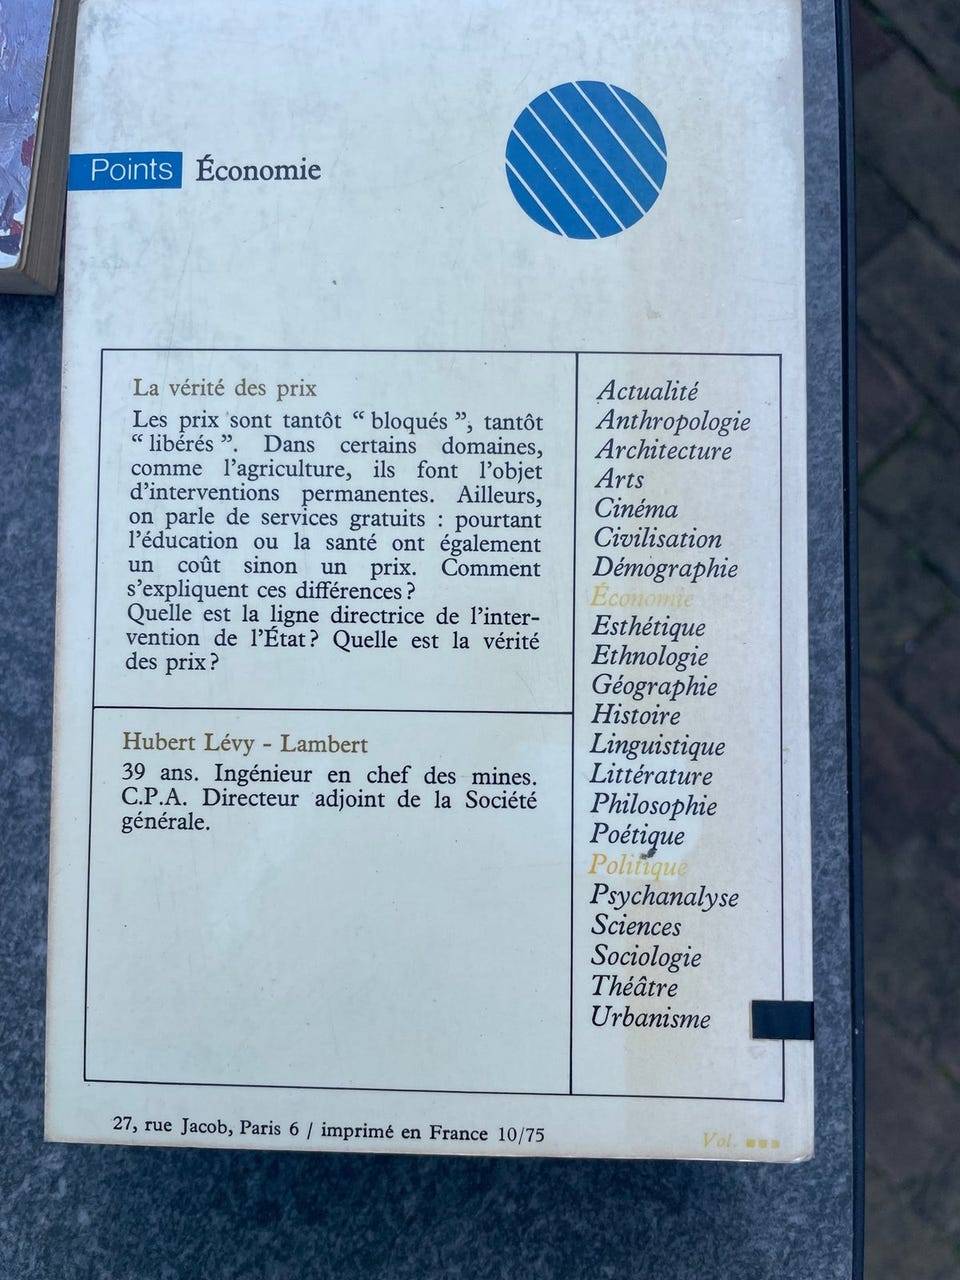 Points Économie
La vérité des prix
Les prix sont tantôt “ bloqués ”, tantôt
“ libérés ”. Dans certains domaines,
comme l’agriculture, ils font l’objet
d’interventions permanentes. Ailleurs,
on parle de services gratuits : pourtant
l’éducation ou la santé ont également
un coût sinon un prix. Comment
s’expliquent ces différences ?
Quelle est la ligne directrice de l’inter-
vention de l’État ? Quelle est la vérité
des prix ?
Hubert Lévy - Lambert
39 ans. Ingénieur en chef des mines.
C.P.A. Directeur adjoint de la Société
générale.
Actualité
Anthropologie
Architecture
Arts
Cinéma
Civilisation
Démographie
Économie
Esthétique
Ethnologie
Géographie
Histoire
Linguistique
Littérature
Philosophie
Poétique
Politique
Psychanalyse
Sciences
Sociologie
Théâtre
Urbanisme
27, rue Jacob, Paris 6 / imprimé en France 10/75
Vol.